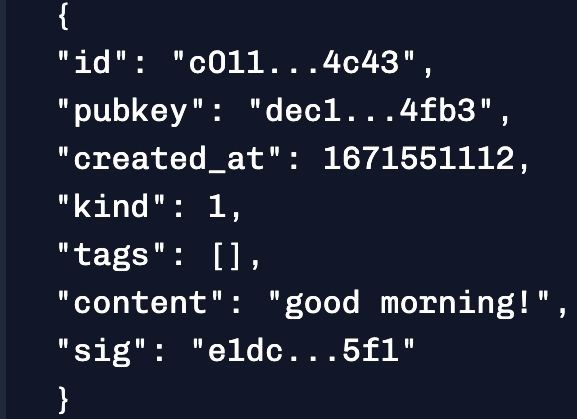 {
"id": "c011...4c43",
"pubkey": "dec1...4fb3",
"created_at": 1671551112,
"kind": 1,
"tags": [],
"content": "good morning!",
"sig": "e1dc...5f1"
}